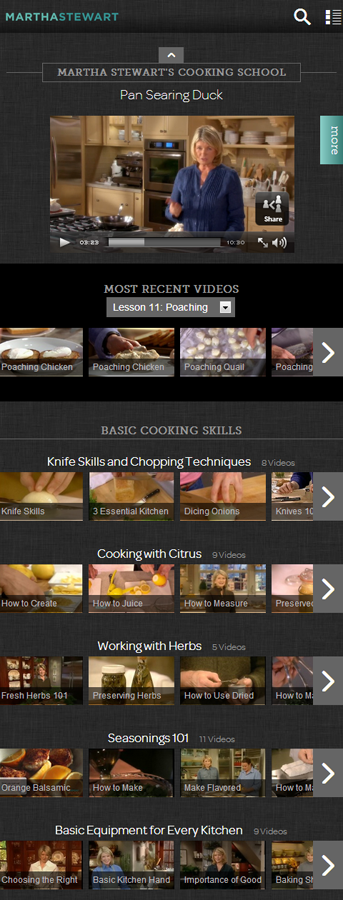 MARTHASTEWART
MARTHA STEWART'S COOKING SCHOOL
Pan Searing Duck
more
Share
03:23
10:30
MOST RECENT VIDEOS
Lesson 11: Poaching
Poaching Chicken
Poaching Chicken
Poaching Quail
Poaching
BASIC COOKING SKILLS
Knife Skills and Chopping Techniques 8 Videos
Knife Skills
3 Essential Kitchen
Dicing Onions
Knives 10
Cooking with Citrus 9 Videos
How to Create
How to Juice
How to Measure
Preserved
Working with Herbs 5 Videos
Fresh Herbs 101
Preserving Herbs
How to Use Dried
How to Ma
Seasonings 101 11 Videos
Orange Balsamic
How to Make
Make Flavored
How to Ma
Basic Equipment for Every Kitchen 9 Videos
Choosing the Right
Basic Kitchen Hand
Importance of Good
Baking Sh